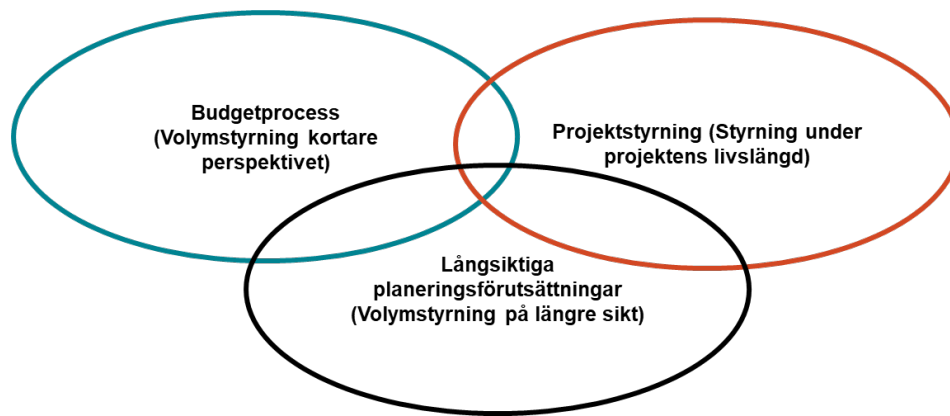 Budgetprocess
(Volymstyrning kortare
perspektivet)
Projektstyrning (Styrning under
projektens livslängd)
Långsiktiga
planeringsförutsättningar
(Volymstyrning på längre sikt)